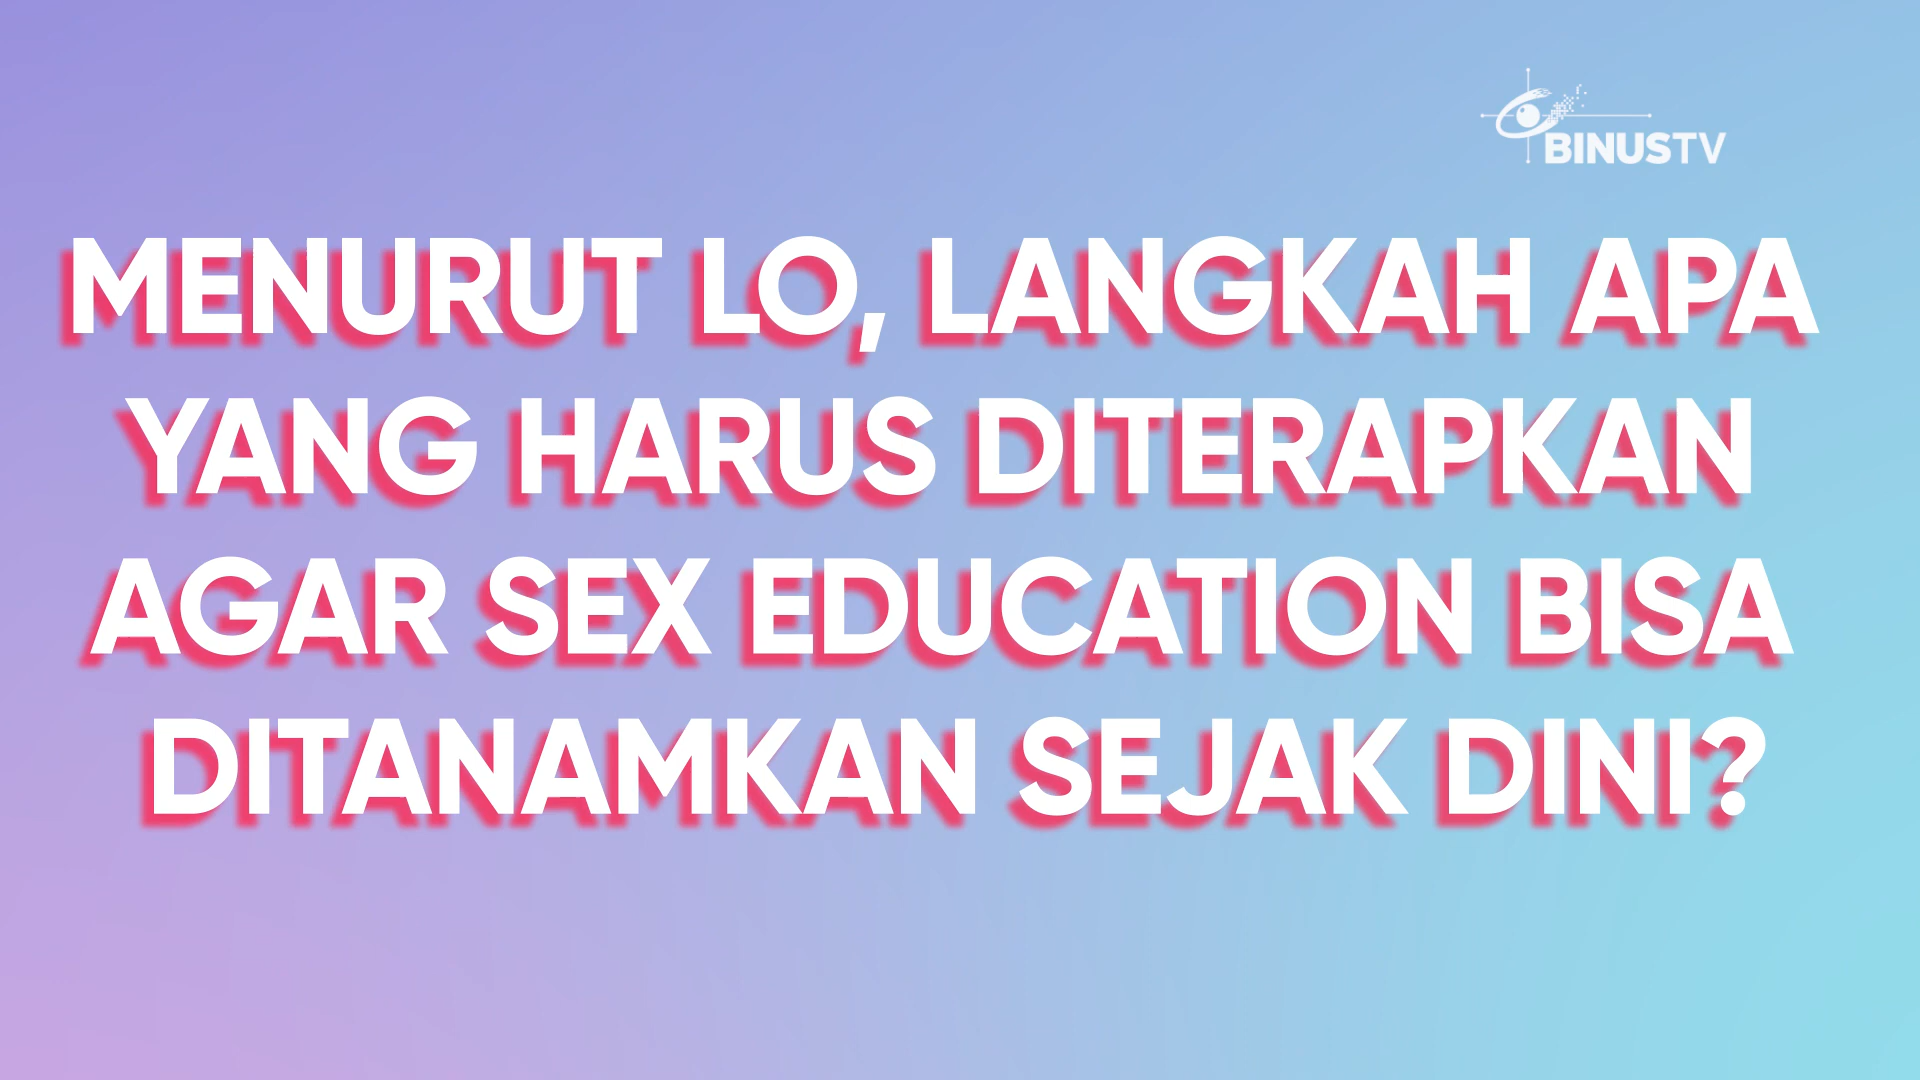 BINUSTV
MENURUT LO, LANGKAH APA
YANG HARUS DITERAPKAN
AGAR SEX EDUCATION BISA
DITANAMKAN SEJAK DINI?